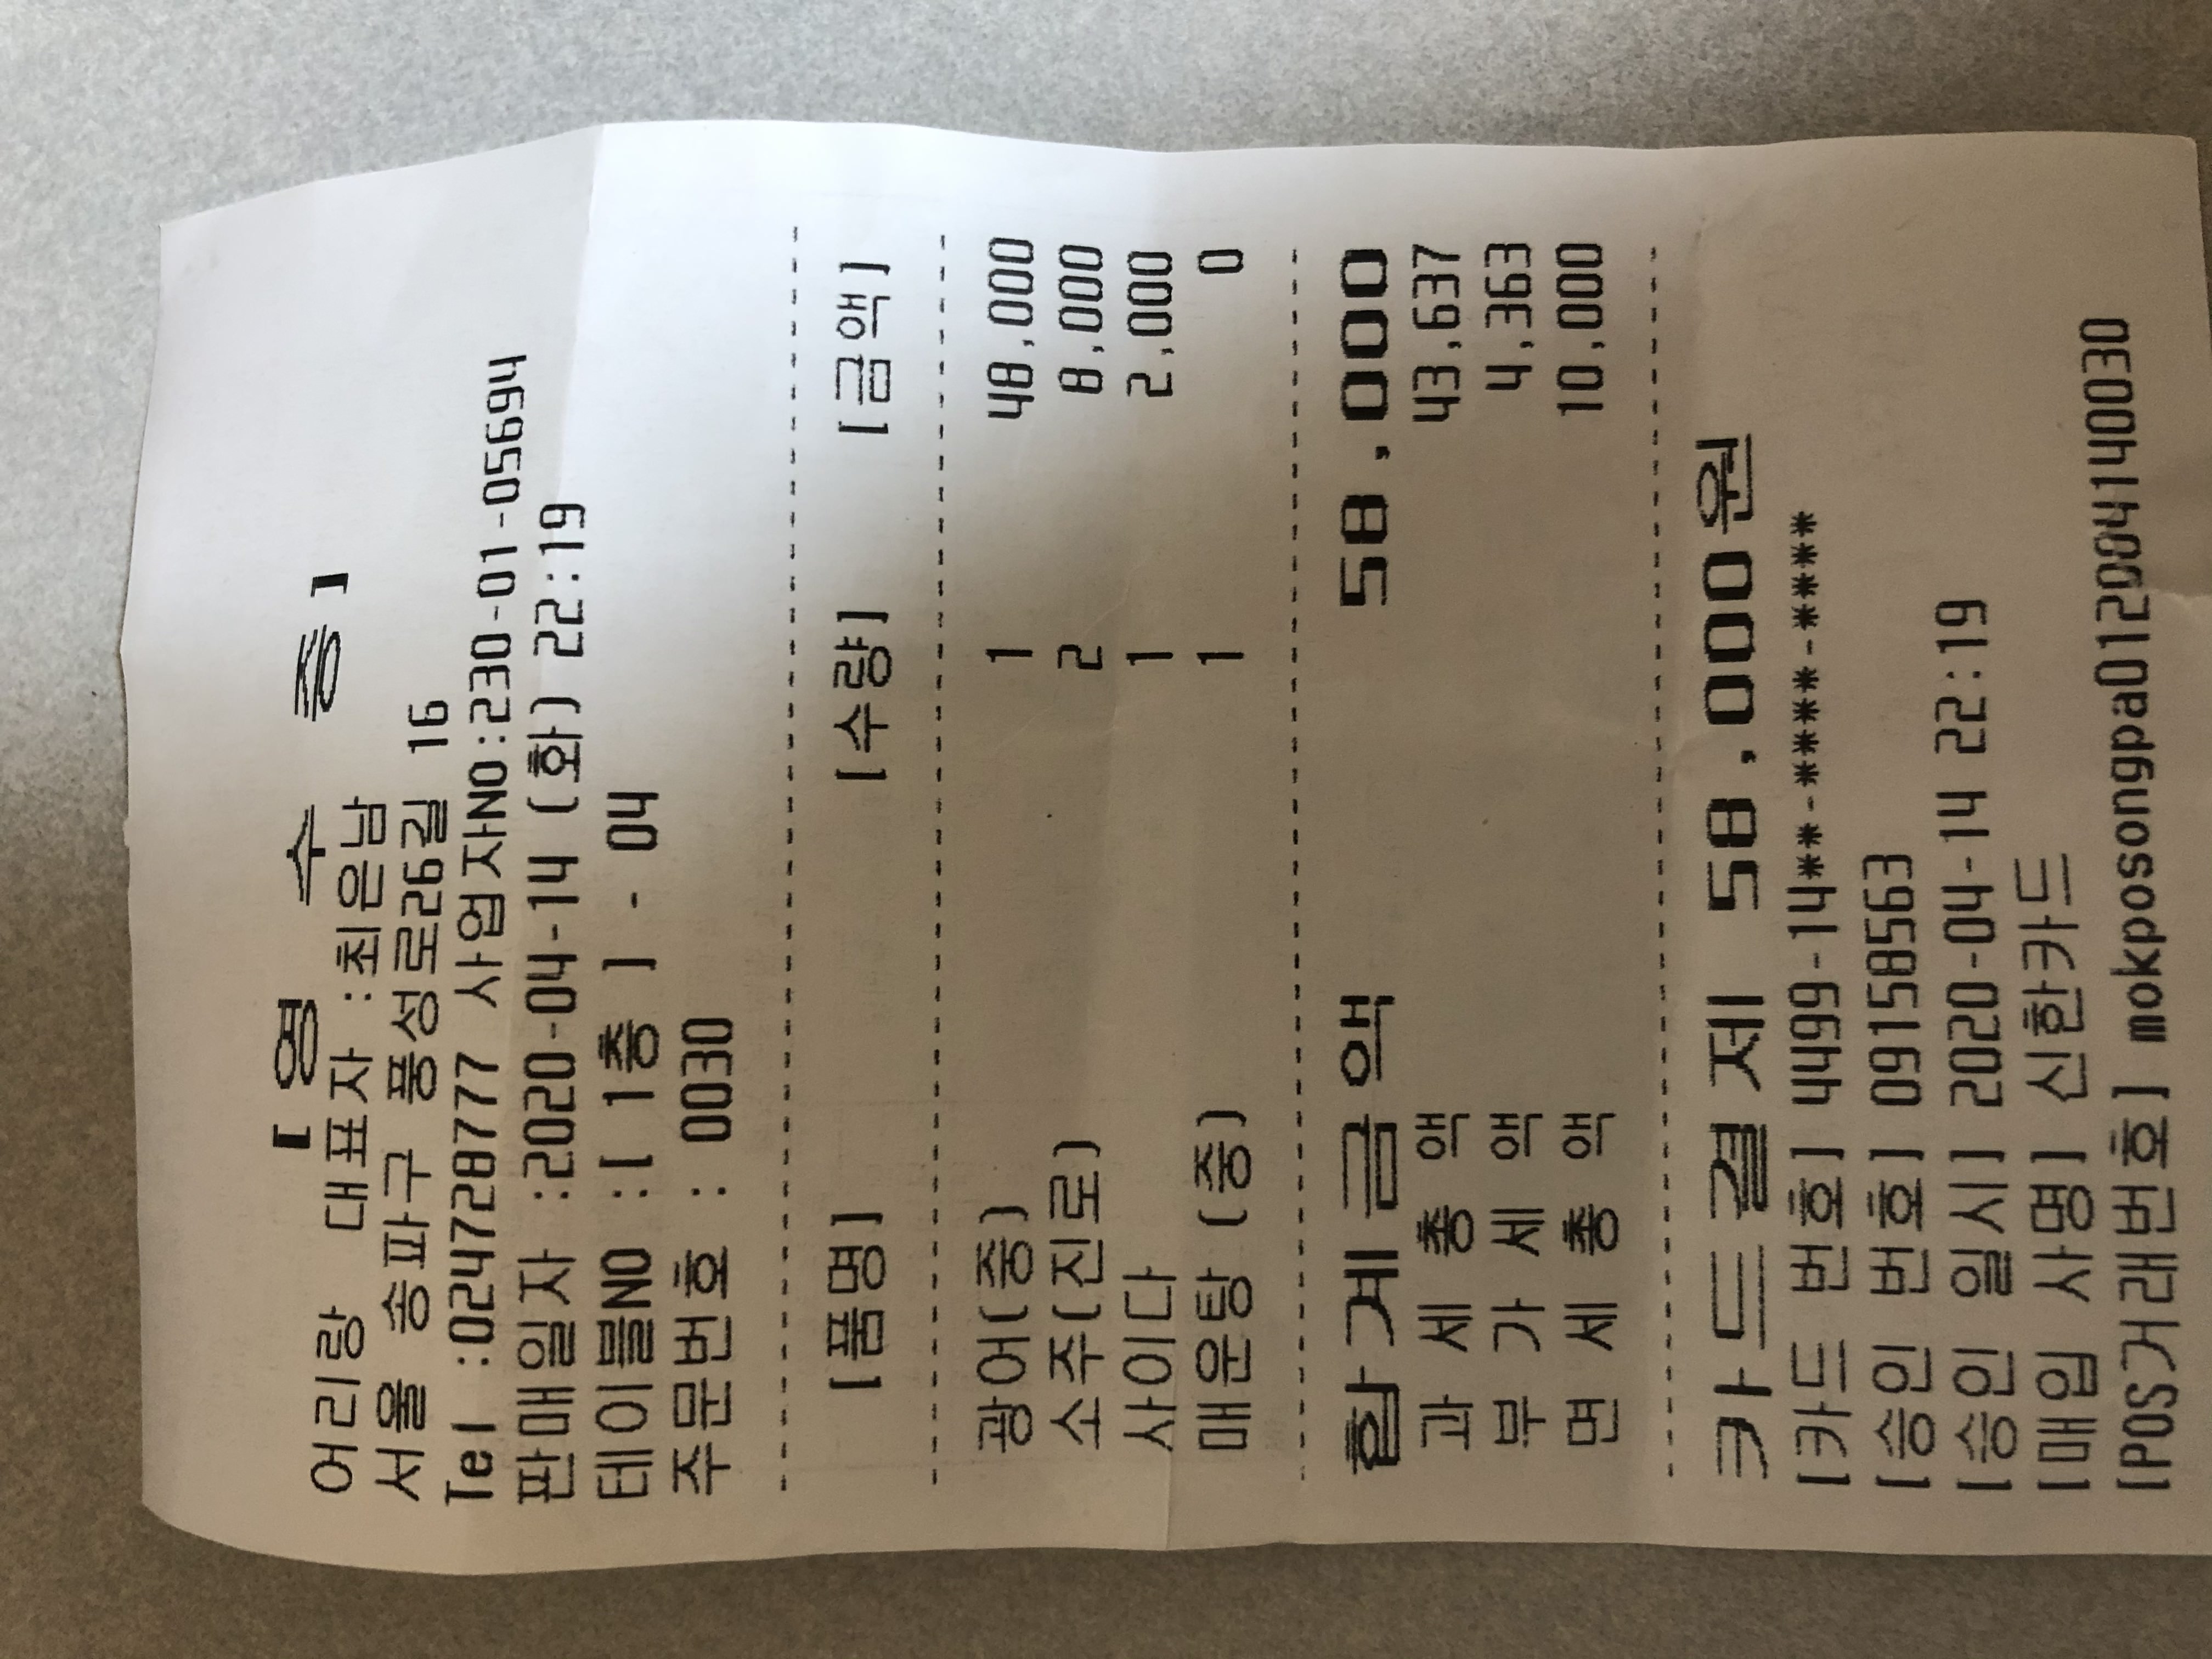 [영 수 증]
어리랑 대표자 :최은남
서울 송파구 풍성로26길 16
Tel :024728777 사업자NO:230-01-05694
판매일자 :2020-04-14 (화) 22:19
테이블NO :[ 1층 ] - 04
주문번호 : 0030
[품명] [수량] [금액]
광어(중) 1 48,000
소주(진로) 2 8,000
사이다 1 2,000
매운탕 (중) 1 0
합계금액 58,000
과 세 총 액 43,637
부 가 세 액 4,363
면 세 총 액 10,000
카드결제 58,000원
[카드 번호] 4499-14**-****-****
[승인 번호] 09158563
[승인 일시] 2020-04-14 22:19
[매입 사명] 신한카드
[POS거래번호] mokposongpa012004140030